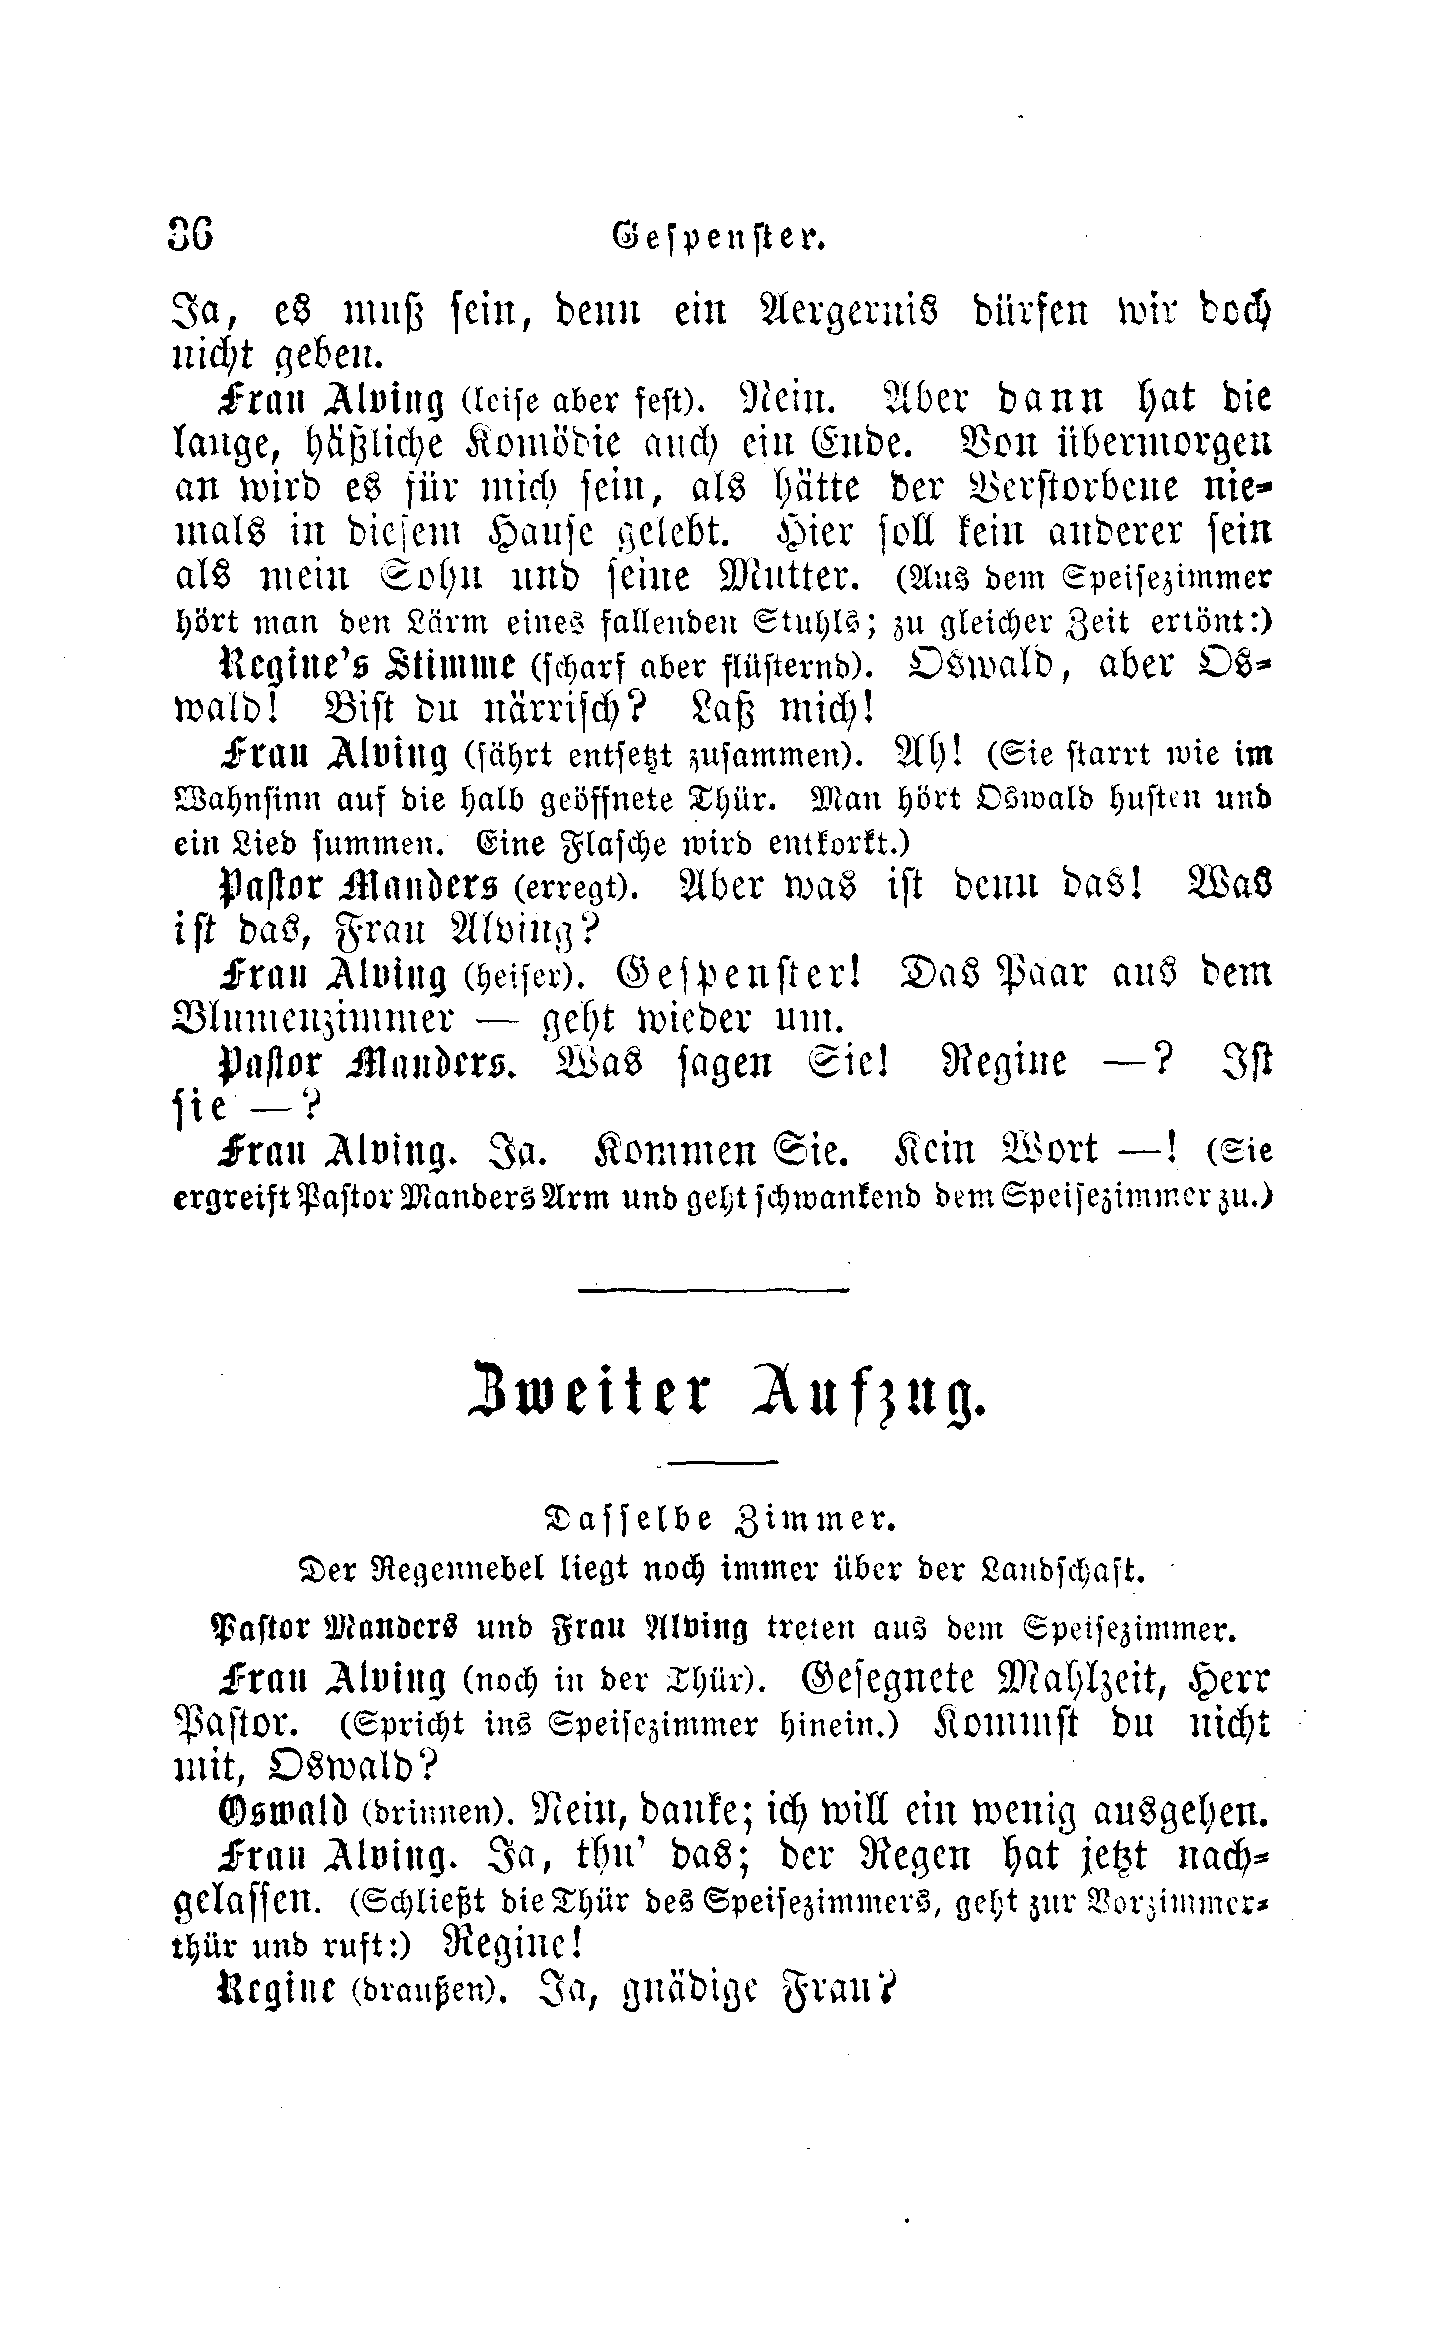 36 Gespenster.
Ja, es muß sein, denn ein Aergernis dürfen wir doch
nicht geben.
Frau Alving (leise aber fest). Nein. Aber dann hat die
lange, häßliche Komödie auch ein Ende. Von übermorgen
an wird es für mich sein, als hätte der Verstorbene nie-
mals in diesem Hause gelebt. Hier soll kein anderer sein
als mein Sohn und seine Mutter. (Aus dem Speisezimmer
hört man den Lärm eines fallenden Stuhls; zu gleicher Zeit ertönt:)
Regine's Stimme (scharf aber flüsternd). Oswald, aber Os-
wald! Bist du närrisch? Laß mich!
Frau Alving (fährt entsetzt zusammen). Ah! (Sie starrt wie im
Wahnsinn auf die halb geöffnete Thür. Man hört Oswald husten und
ein Lied summen. Eine Flasche wird entkorkt.)
Pastor Manders (erregt). Aber was ist denn das! Was
ist das, Frau Alving?
Frau Alving (heiser). Gespenster! Das Paar aus dem
Blumenzimmer — geht wieder um.
Pastor Manders. Was sagen Sie! Regine —? Ist
sie —?
Frau Alving. Ja. Kommen Sie. Kein Wort —! (Sie
ergreift Pastor Manders Arm und geht schwankend dem Speisezimmer zu.)
Zweiter Aufzug.
Dasselbe Zimmer.
Der Regennebel liegt noch immer über der Landschaft.
Pastor Manders und Frau Alving treten aus dem Speisezimmer.
Frau Alving (noch in der Thür). Gesegnete Mahlzeit, Herr
Pastor. (Spricht ins Speisezimmer hinein.) Kommst du nicht
mit, Oswald?
Oswald (drinnen). Nein, danke; ich will ein wenig ausgehen.
Frau Alving. Ja, thu' das; der Regen hat jetzt nach-
gelassen. (Schließt die Thür des Speisezimmers, geht zur Vorzimmer-
thür und ruft:) Regine!
Regine (draußen). Ja, gnädige Frau?